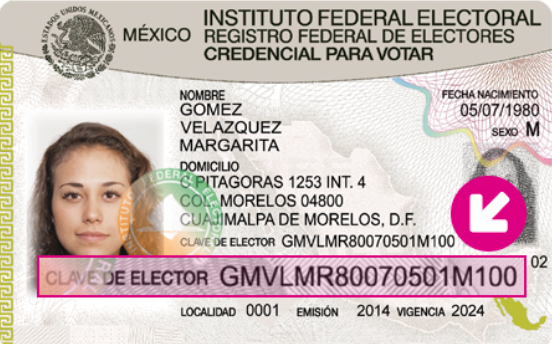 INSTITUTO FEDERAL ELECTORAL
MÉXICO REGISTRO FEDERAL DE ELECTORES
CREDENCIAL PARA VOTAR
ESTADOS UNIDOS MEXICANOS
NOMBRE
FECHA NACIMIENTO
GOMEZ
05/07/1980
VELAZQUEZ
SEXO M
MARGARITA
DOMICILIO
PITAGORAS 1253 INT. 4
COL. MORELOS 04800
CUAJIMALPA DE MORELOS, D.F.
CLAVE DE ELECTOR GMVLMR80070501M100
02
CLAVE DE ELECTOR GMVLMR80070501M100
LOCALIDAD 0001 EMISIÓN 2014 VIGENCIA 2024